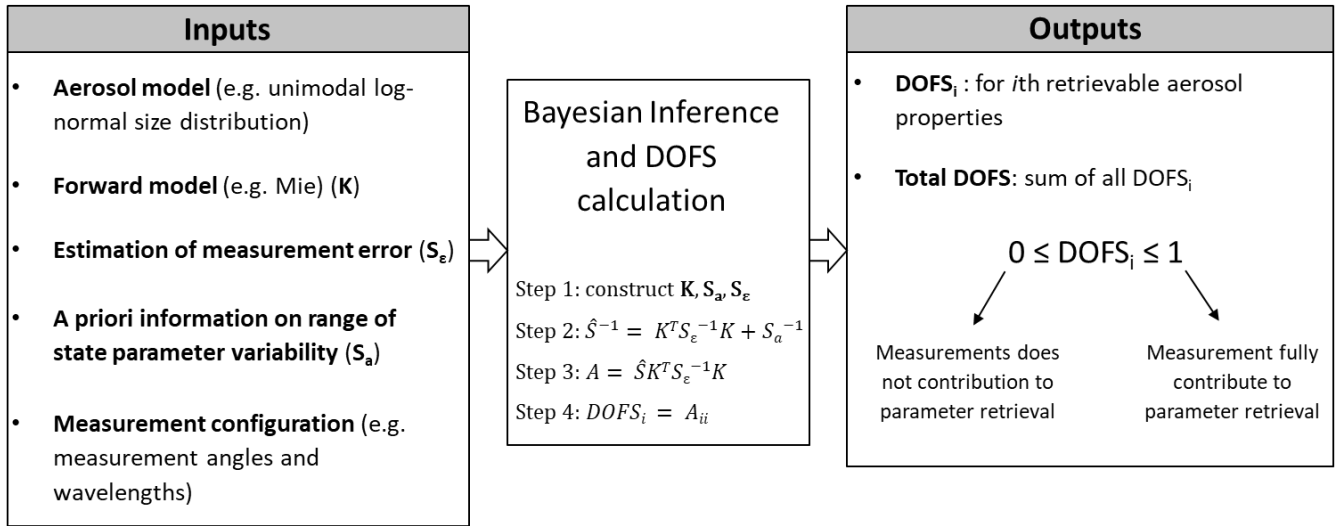 Inputs
• Aerosol model (e.g. unimodal log-
normal size distribution)
• Forward model (e.g. Mie) (K)
• Estimation of measurement error (Sε)
• A priori information on range of
state parameter variability (Sa)
• Measurement configuration (e.g.
measurement angles and
wavelengths)
Bayesian Inference
and DOFS
calculation
Step 1: construct K, Sa, Sε
Step 2: Ŝ⁻¹ = KᵀSε⁻¹K + Sa⁻¹
Step 3: A = ŜKᵀSε⁻¹K
Step 4: DOFSi = Aii
Outputs
• DOFSi : for ith retrievable aerosol
properties
• Total DOFS: sum of all DOFSi
0 ≤ DOFSi ≤ 1
Measurements does
not contribution to
parameter retrieval
Measurement fully
contribute to
parameter retrieval